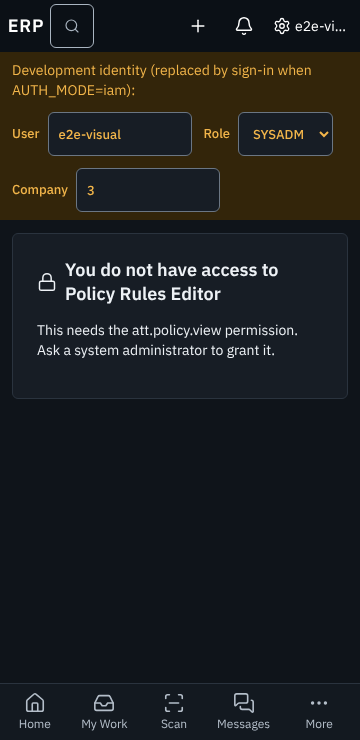 ERP
e2e-vi...
Development identity (replaced by sign-in when
AUTH_MODE=iam):
User
e2e-visual
Role
SYSADM
Company
3
You do not have access to
Policy Rules Editor
This needs the att.policy.view permission.
Ask a system administrator to grant it.
Home
My Work
Scan
Messages
More